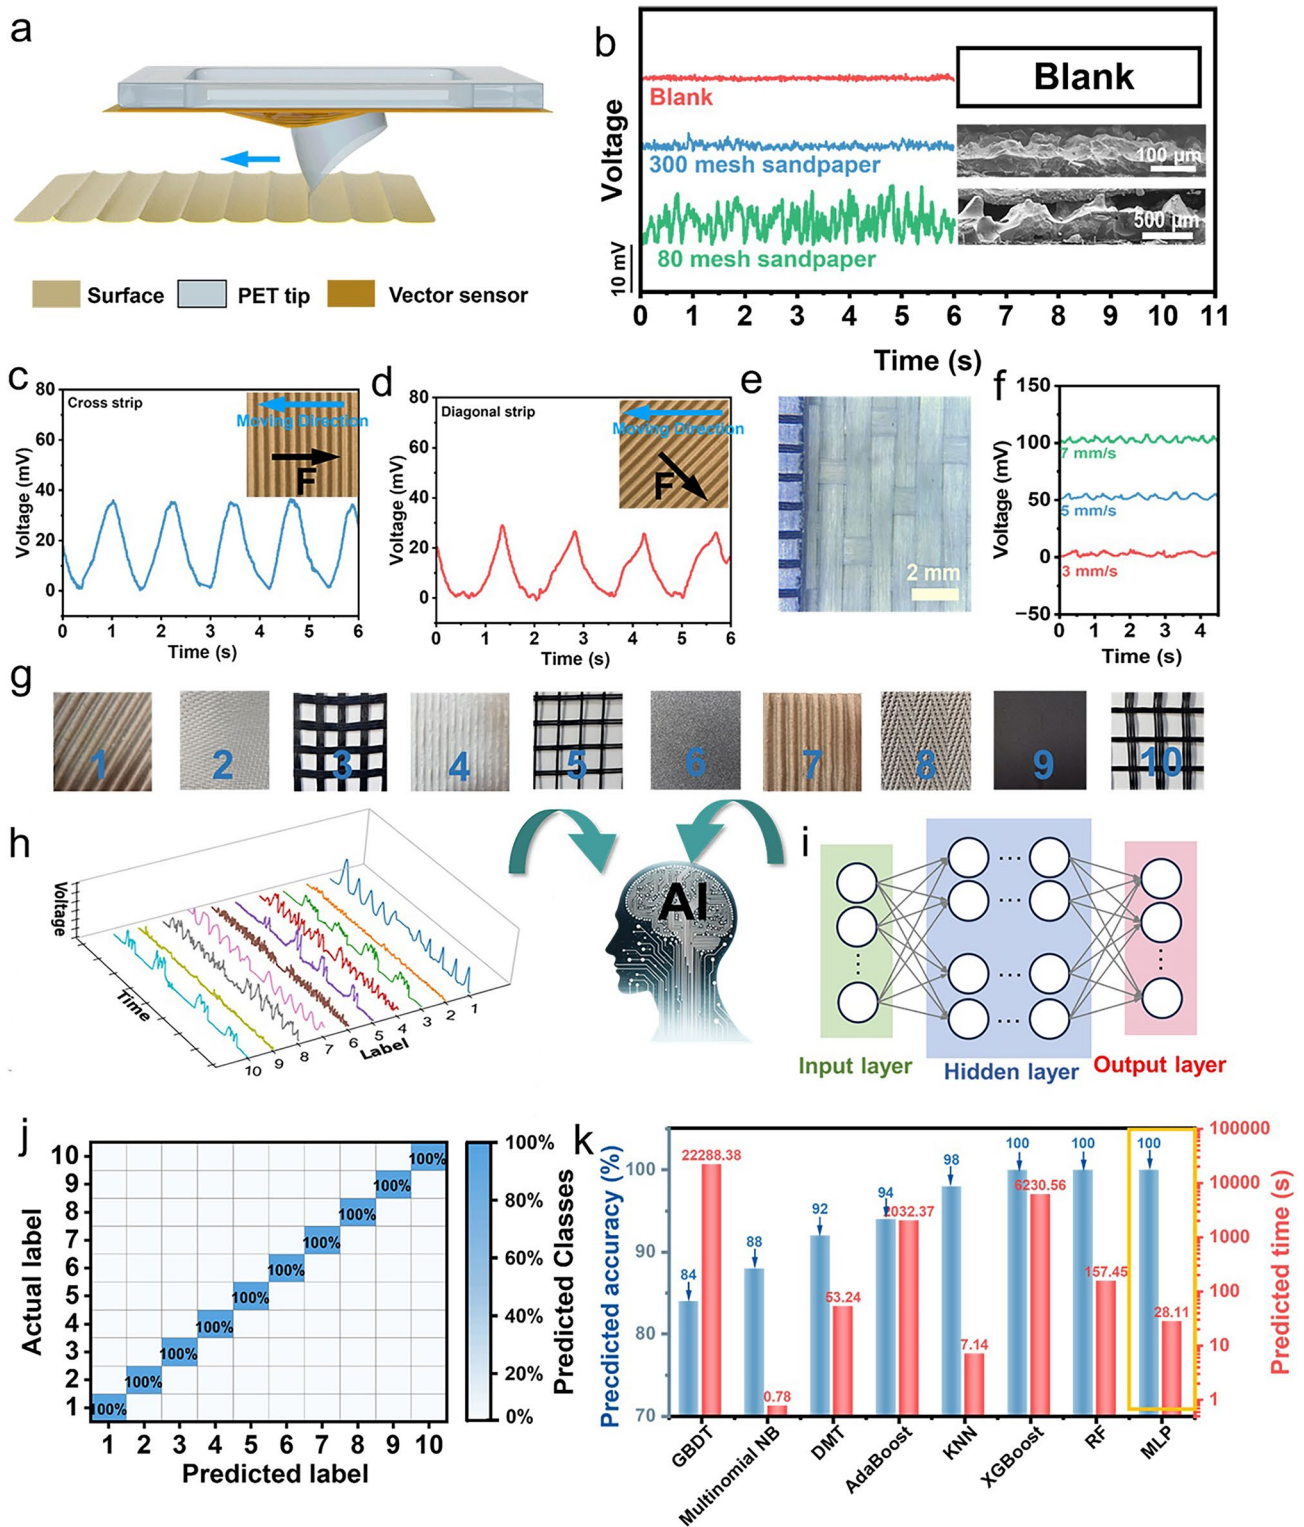 a
Surface
PET tip
Vector sensor
b
Voltage
10 mV
Blank
300 mesh sandpaper
80 mesh sandpaper
Blank
100 µm
500 µm
0 1 2 3 4 5 6 7 8 9 10 11
Time (s)
c
Voltage (mV)
80
60
40
20
0
Cross strip
Moving Direction
F
0 1 2 3 4 5 6
Time (s)
d
Voltage (mV)
80
60
40
20
0
Diagonal strip
Moving Direction
F
0 1 2 3 4 5 6
Time (s)
e
2 mm
f
Voltage (mV)
150
100
50
0
−50
7 mm/s
5 mm/s
3 mm/s
0 1 2 3 4
Time (s)
g
1 2 3 4 5 6 7 8 9 10
h
Voltage
Time
Label
10 9 8 7 6 5 4 3 2 1
AI
i
Input layer
Hidden layer
Output layer
j
Actual label
10
9
8
7
6
5
4
3
2
1
100%
100%
100%
100%
100%
100%
100%
100%
100%
100%
1 2 3 4 5 6 7 8 9 10
Predicted label
100%
80%
60%
40%
20%
0%
Predicted Classes
k
Precdicted accuracy (%)
100
90
80
70
84 88 92 94 98 100 100 100
22288.38
0.78
53.24
2032.37
7.14
6230.56
157.45
28.11
100000
10000
1000
100
10
1
Predicted time (s)
GBDT
Multinomial NB
DMT
AdaBoost
KNN
XGBoost
RF
MLP